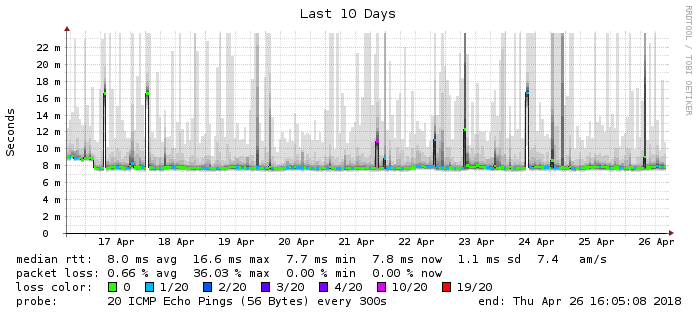 Last 10 Days
RRDTOOL / TOBI OETIKER
Seconds
22 m
20 m
18 m
16 m
14 m
12 m
10 m
8 m
6 m
4 m
2 m
0
17 Apr 18 Apr 19 Apr 20 Apr 21 Apr 22 Apr 23 Apr 24 Apr 25 Apr 26 Apr
median rtt: 8.0 ms avg 16.6 ms max 7.7 ms min 7.8 ms now 1.1 ms sd 7.4 am/s
packet loss: 0.66 % avg 36.03 % max 0.00 % min 0.00 % now
loss color: 0 1/20 2/20 3/20 4/20 10/20 19/20
probe: 20 ICMP Echo Pings (56 Bytes) every 300s end: Thu Apr 26 16:05:08 2018